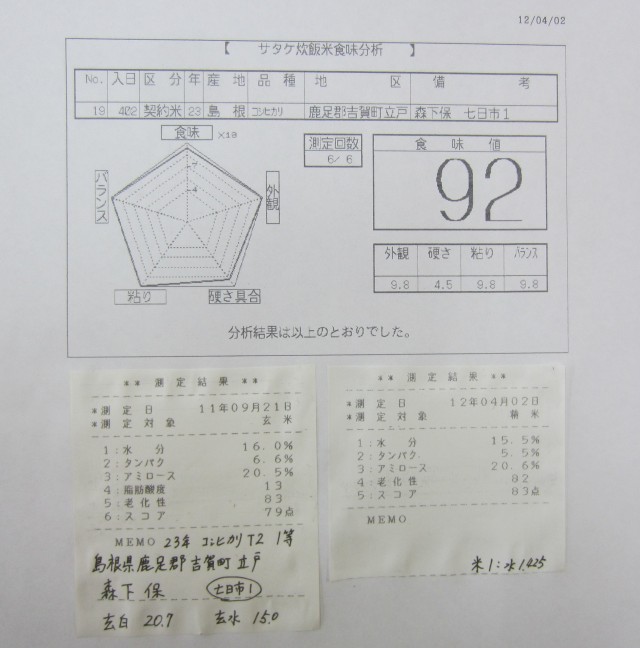 12/04/02
【 サタケ炊飯米食味分析 】
No. 入日 区分 年 産地 品種 地区 備考
19 402 契約米 23 島根 コシヒカリ 鹿足郡吉賀町立戸 森下保 七日市1
食味 ×10
バランス
外観
粘り
硬さ具合
7
4
測定回数
6/ 6
食味値
92
外観 硬さ 粘り バランス
9.8 4.5 9.8 9.8
分析結果は以上のとおりでした。
** 測定結果 **
*測定日 11年09月21日
*測定対象 玄米
1:水分 16.0%
2:タンパク 6.6%
3:アミロース 20.5%
4:脂肪酸度 13
5:老化性 83
6:スコア 79点
MEMO 23年 コシヒカリ T2 1等
島根県鹿足郡吉賀町立戸
森下保 七日市1
玄白 20.7 玄水 15.0
** 測定結果 **
*測定日 12年04月02日
*測定対象 精米
1:水分 15.5%
2:タンパク 5.5%
3:アミロース 20.6%
4:老化性 82
5:スコア 83点
MEMO
米1:水1.425